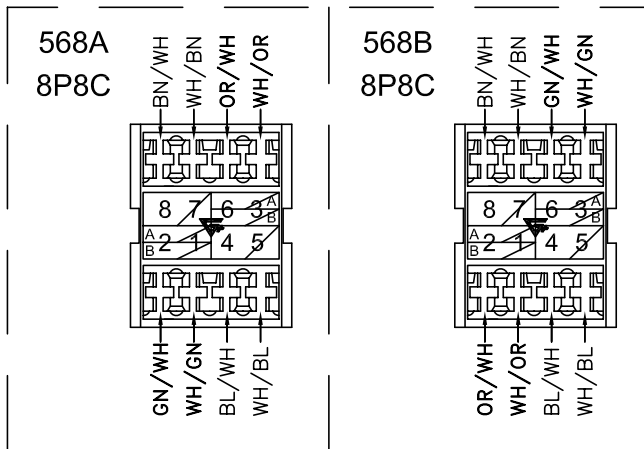 568A
8P8C
BN/WH
WH/BN
OR/WH
WH/OR
8 7 6 3 A B
A B 2 1 4 5
GN/WH
WH/GN
BL/WH
WH/BL
568B
8P8C
BN/WH
WH/BN
GN/WH
WH/GN
8 7 6 3 A B
A B 2 1 4 5
OR/WH
WH/OR
BL/WH
WH/BL